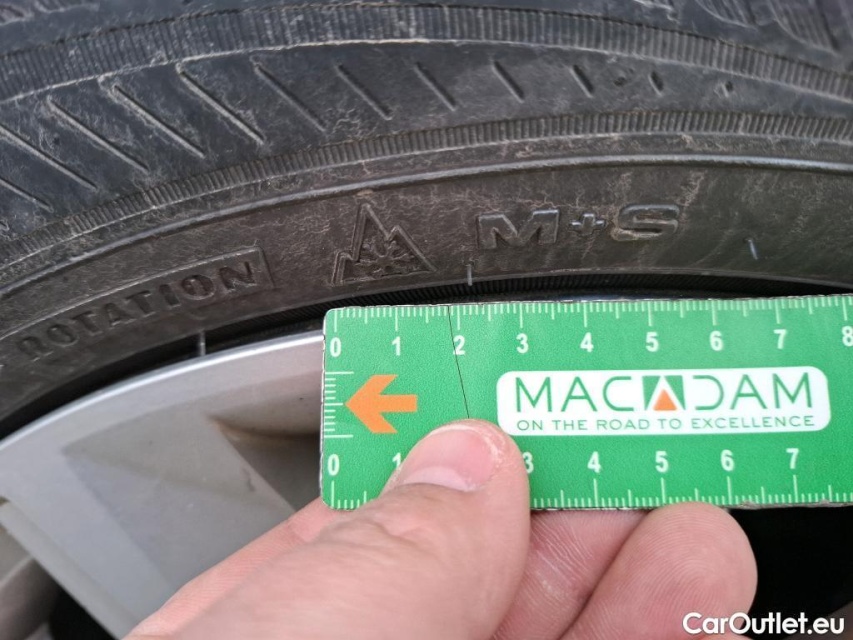 ROTATION
M+S
0 1 2 3 4 5 6 7 8
MACADAM
ON THE ROAD TO EXCELLENCE
0 1 3 4 5 6 7
CarOutlet.eu